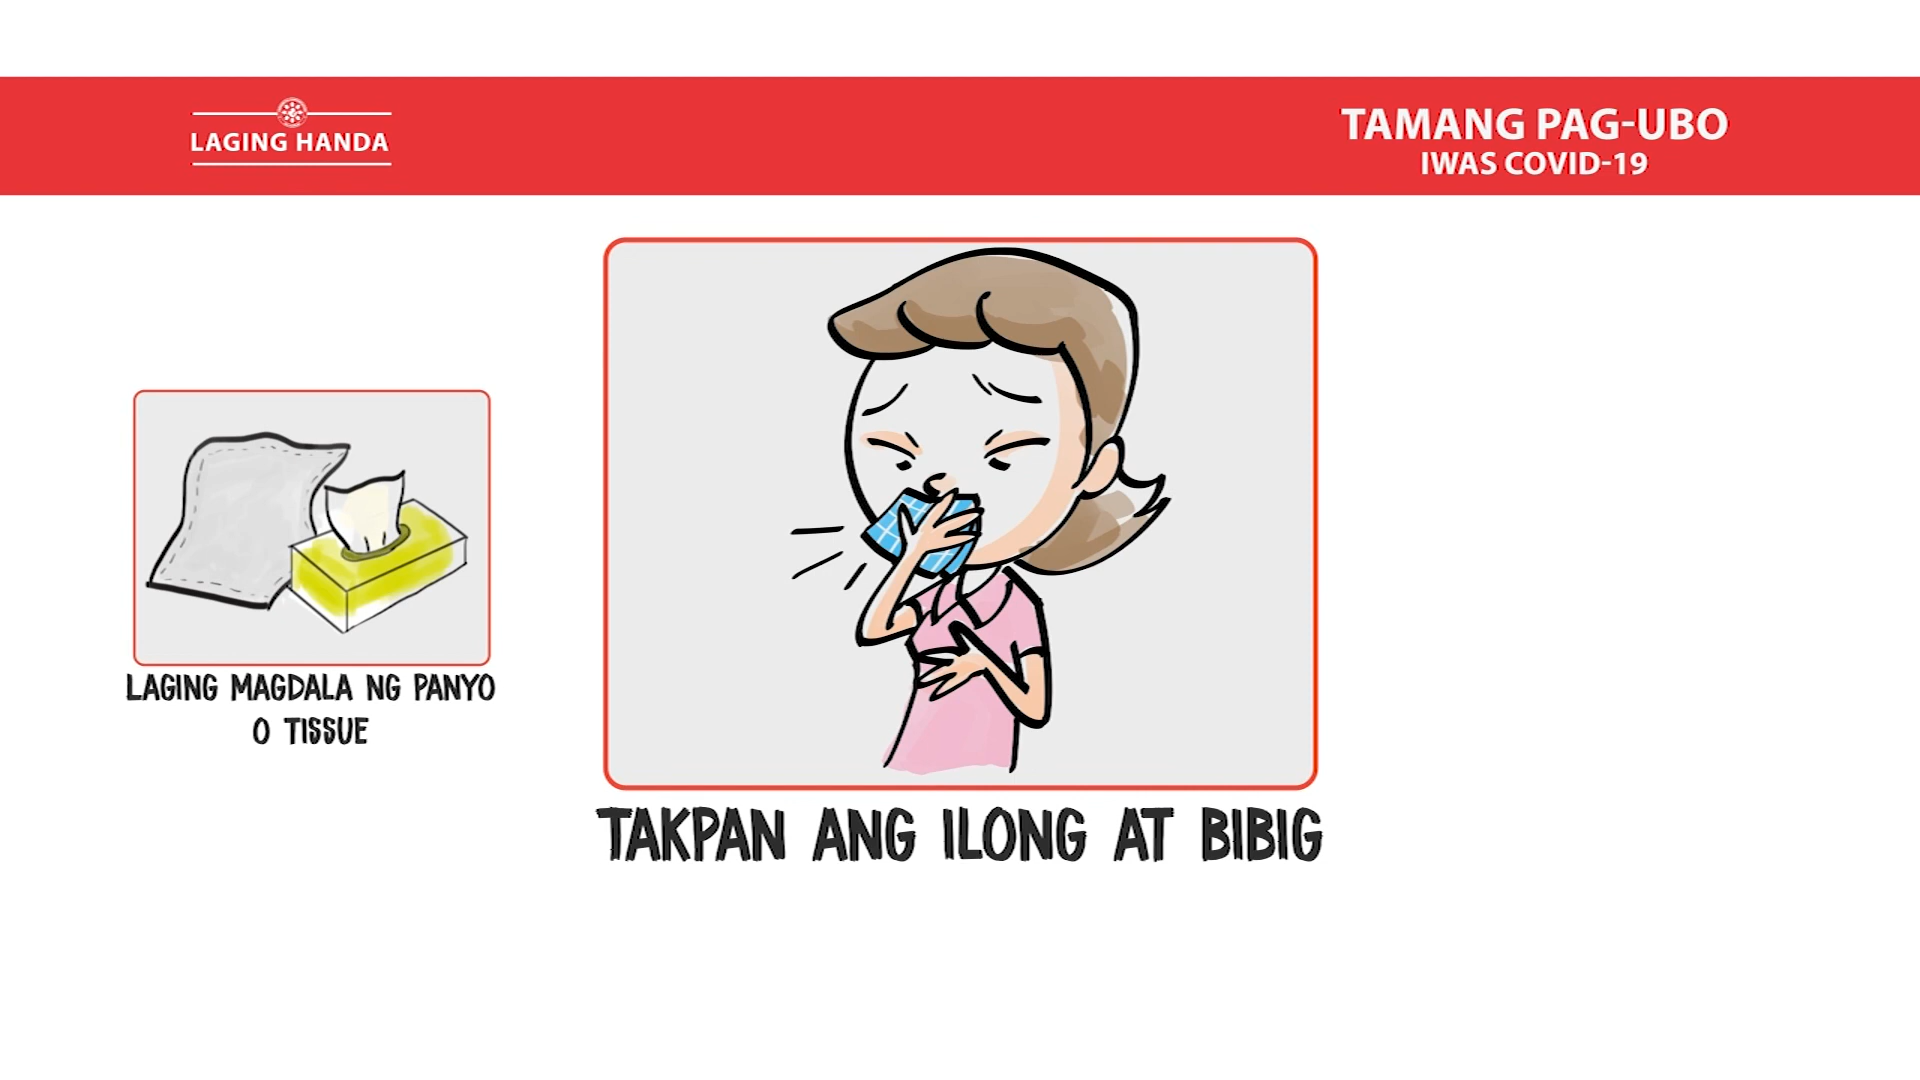 LAGING HANDA
TAMANG PAG-UBO
IWAS COVID-19
LAGING MAGDALA NG PANYO
O TISSUE
TAKPAN ANG ILONG AT BIBIG